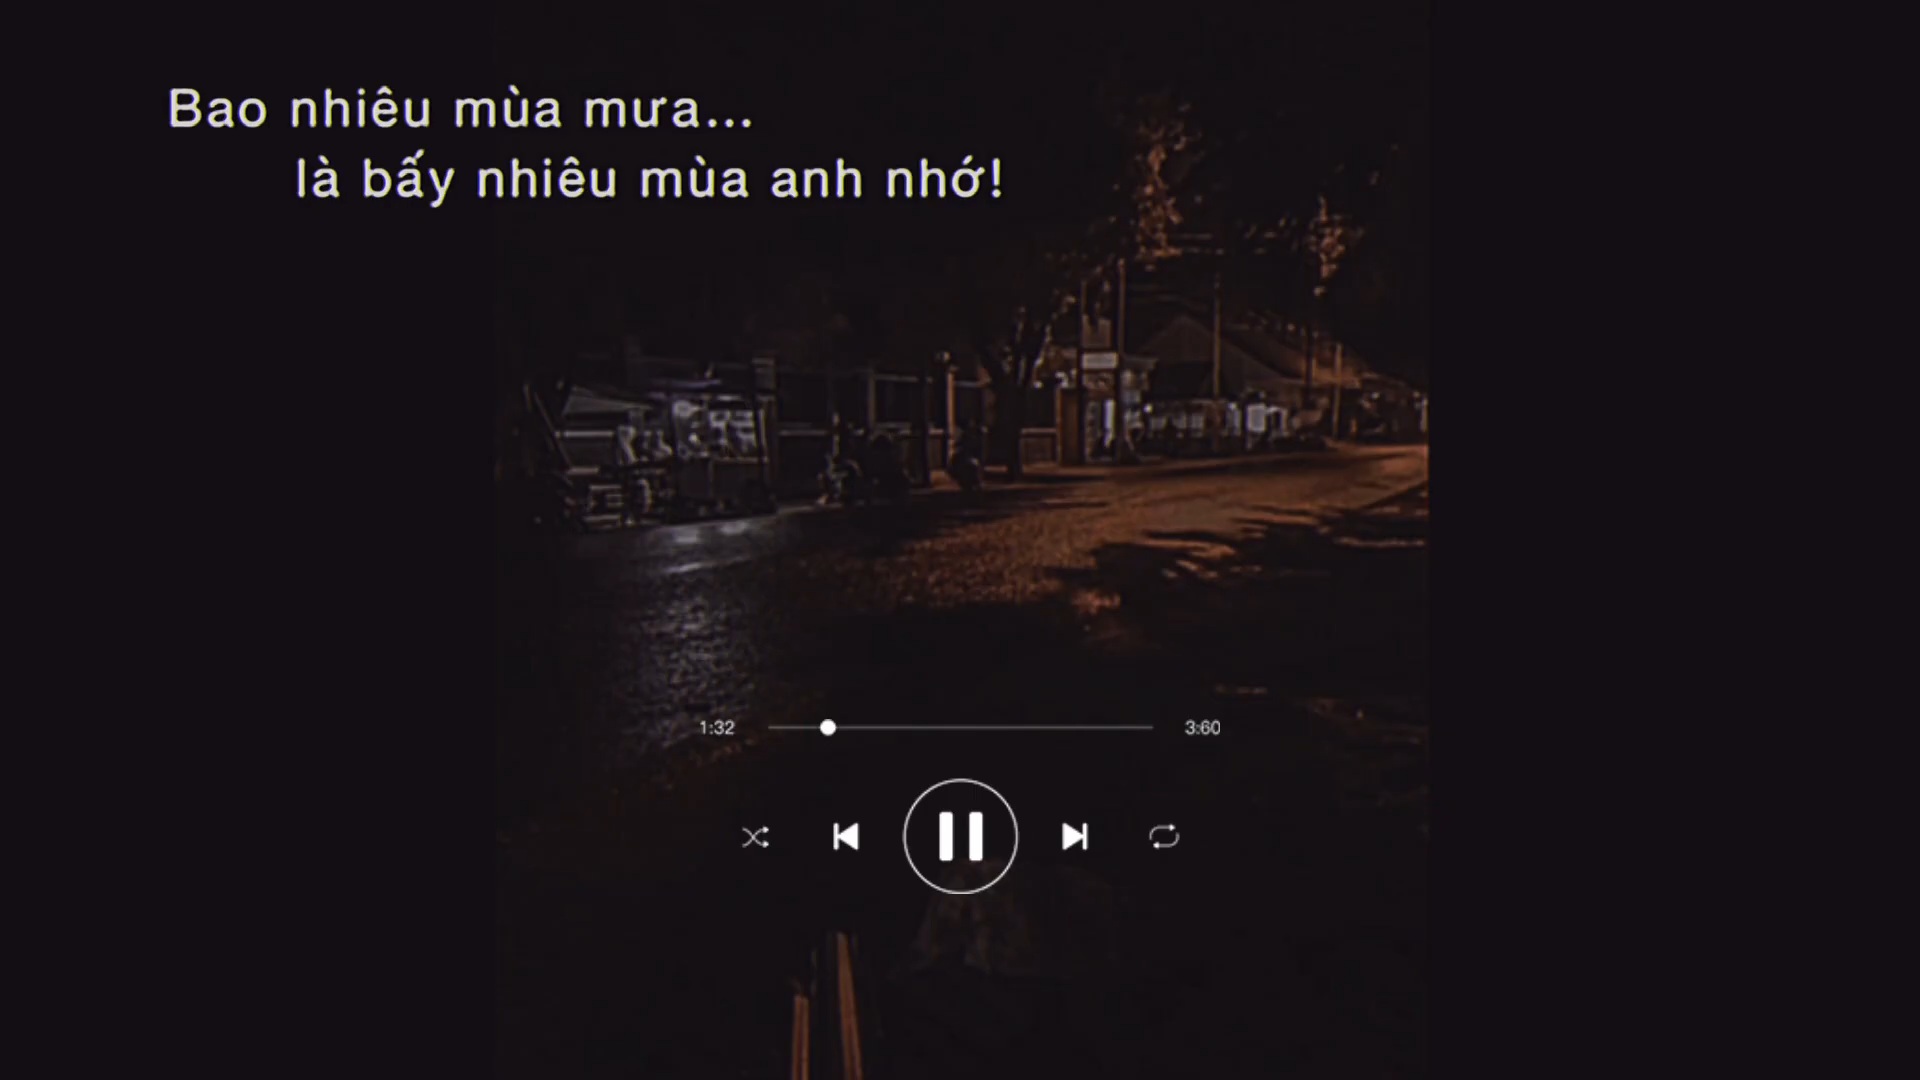 Bao nhiêu mùa mưa...
là bấy nhiêu mùa anh nhớ!
1:32 3:60